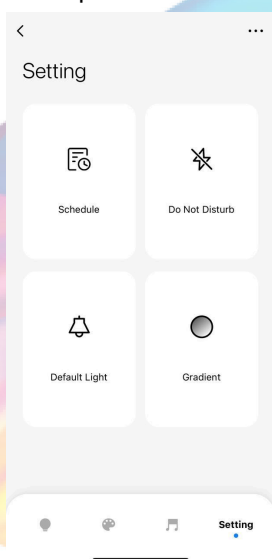 Setting
Schedule
Do Not Disturb
Default Light
Gradient
Setting